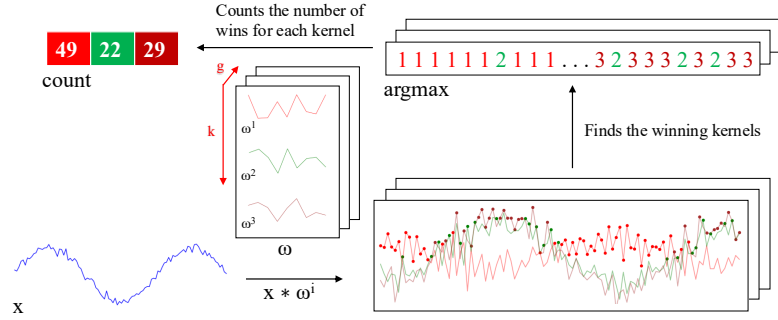 49 22 29
count
Counts the number of
wins for each kernel
1 1 1 1 1 1 2 1 1 1 . . . 3 2 3 3 3 2 3 2 3 3
argmax
g
k
ω¹
ω²
ω³
ω
Finds the winning kernels
x
x * ωⁱ